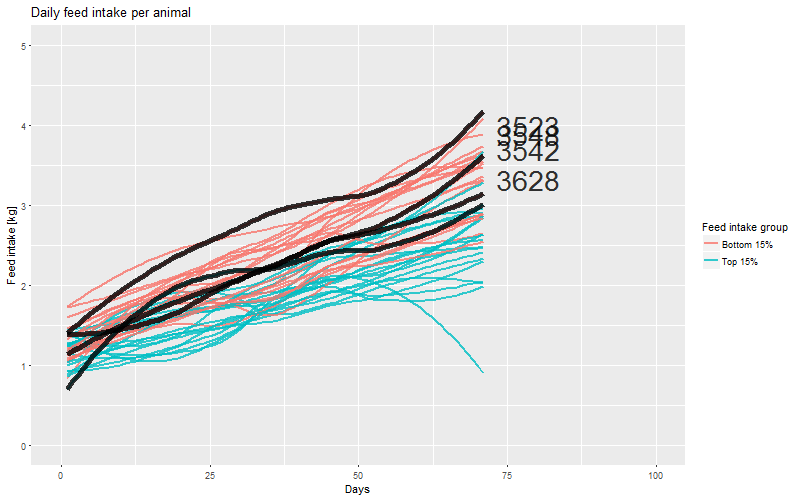 Daily feed intake per animal
5
4
3
2
1
0
Feed intake [kg]
0
25
50
75
100
Days
3523
3542
3628
Feed intake group
Bottom 15%
Top 15%